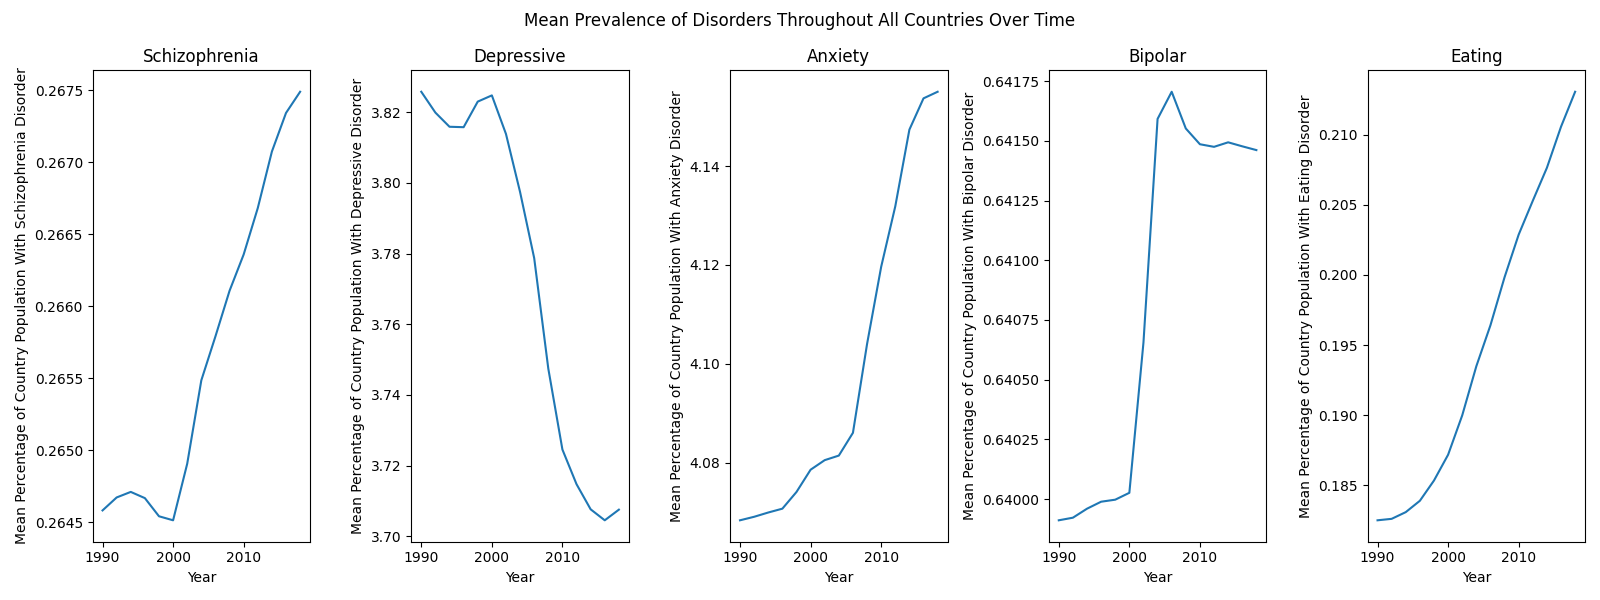 Mean Prevalence of Disorders Throughout All Countries Over Time
Schizophrenia
Mean Percentage of Country Population With Schizophrenia Disorder
0.2675
0.2670
0.2665
0.2660
0.2655
0.2650
0.2645
1990 2000 2010
Year
Depressive
Mean Percentage of Country Population With Depressive Disorder
3.82
3.80
3.78
3.76
3.74
3.72
3.70
1990 2000 2010
Year
Anxiety
Mean Percentage of Country Population With Anxiety Disorder
4.14
4.12
4.10
4.08
1990 2000 2010
Year
Bipolar
Mean Percentage of Country Population With Bipolar Disorder
0.64175
0.64150
0.64125
0.64100
0.64075
0.64050
0.64025
0.64000
1990 2000 2010
Year
Eating
Mean Percentage of Country Population With Eating Disorder
0.210
0.205
0.200
0.195
0.190
0.185
1990 2000 2010
Year